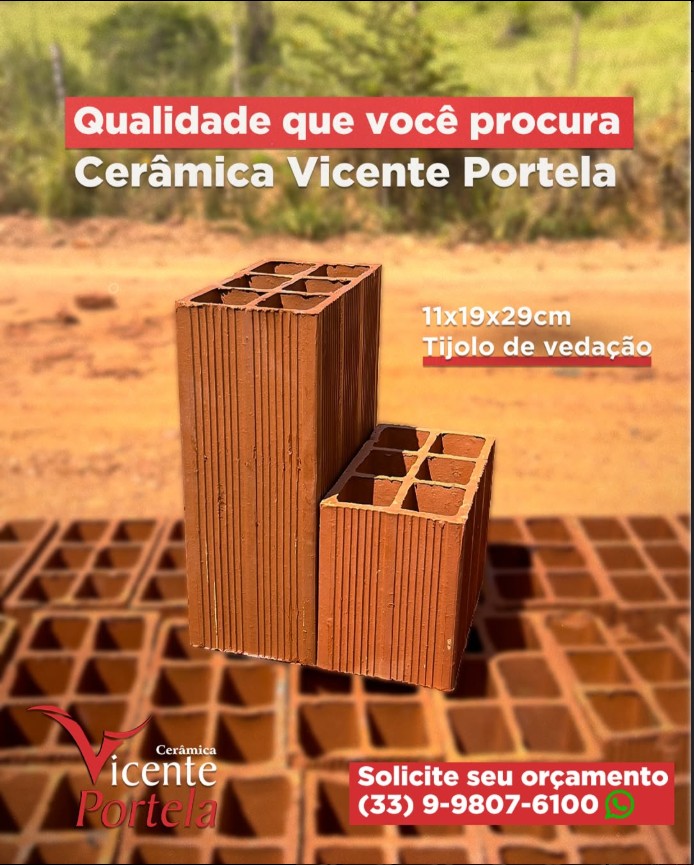 Qualidade que você procura
Cerâmica Vicente Portela
11x19x29cm
Tijolo de vedação
Cerâmica
Vicente
Portela
Solicite seu orçamento
(33) 9-9807-6100